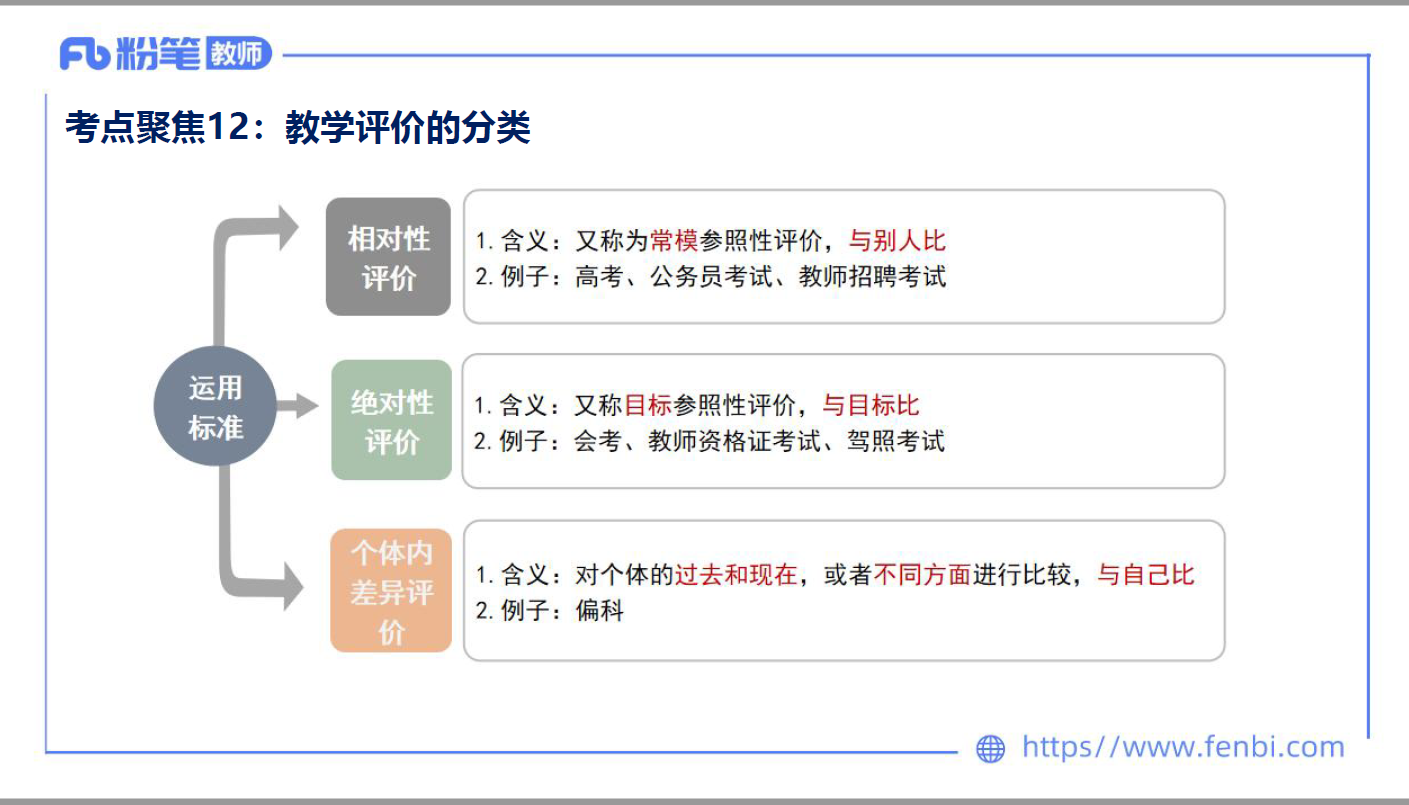 Fb 粉笔 教师
考点聚焦12：教学评价的分类
运用
标准
相对性
评价
1. 含义：又称为常模参照性评价，与别人比
2. 例子：高考、公务员考试、教师招聘考试
绝对性
评价
1. 含义：又称目标参照性评价，与目标比
2. 例子：会考、教师资格证考试、驾照考试
个体内
差异评
价
1. 含义：对个体的过去和现在，或者不同方面进行比较，与自己比
2. 例子：偏科
https//www.fenbi.com